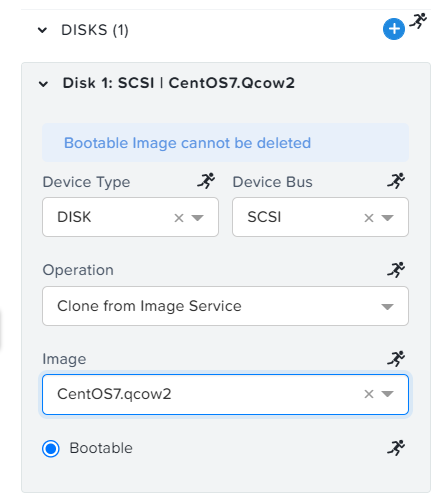 DISKS (1)
Disk 1: SCSI | CentOS7.Qcow2
Bootable Image cannot be deleted
Device Type Device Bus
DISK SCSI
Operation
Clone from Image Service
Image
CentOS7.qcow2
Bootable